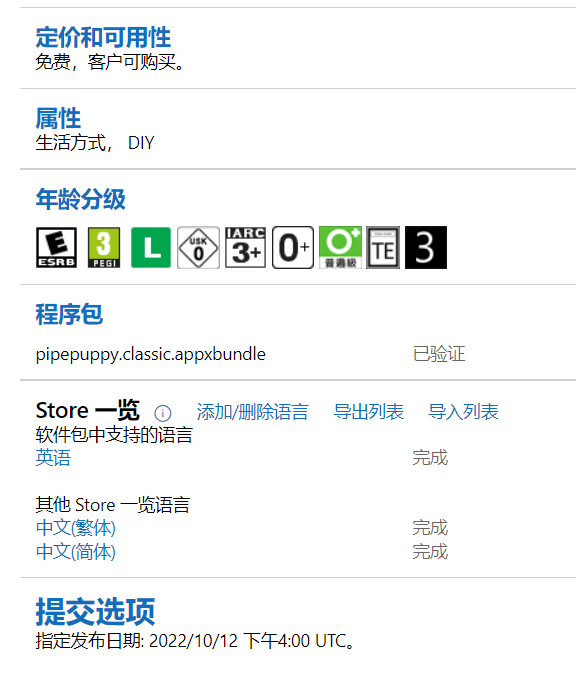 定价和可用性
免费，客户可购买。
属性
生活方式， DIY
年龄分级
E ESRB 3 PEGI L USK 0 IARC 3+ 0+ 0+ 普遍級 TE 3
程序包
pipepuppy.classic.appxbundle 已验证
Store 一览 添加/删除语言 导出列表 导入列表
软件包中支持的语言
英语 完成
其他 Store 一览语言
中文(繁体) 完成
中文(简体) 完成
提交选项
指定发布日期: 2022/10/12 下午4:00 UTC。